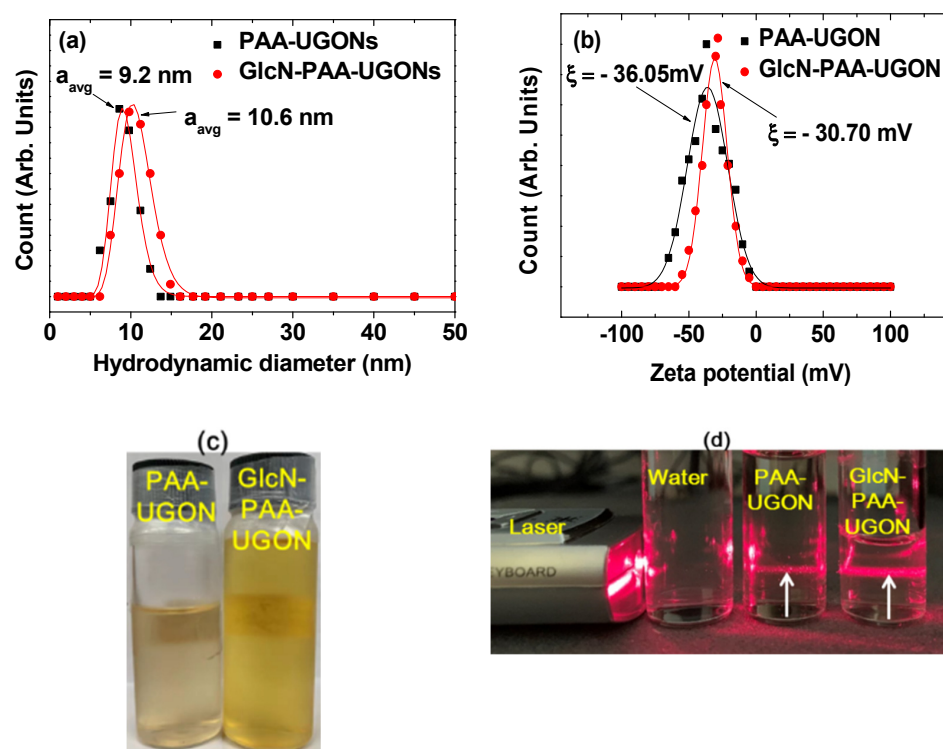 (a)
PAA-UGONs
GlcN-PAA-UGONs
a avg = 9.2 nm
a avg = 10.6 nm
Count (Arb. Units)
0 10 20 30 40 50
Hydrodynamic diameter (nm)
(b)
PAA-UGON
GlcN-PAA-UGON
ξ = - 36.05mV
ξ = - 30.70 mV
Count (Arb. Units)
-100 -50 0 50 100
Zeta potential (mV)
(c)
PAA-
UGON
GlcN-
PAA-
UGON
(d)
Laser
EYBOARD
Water
PAA-
UGON
GlcN-
PAA-
UGON